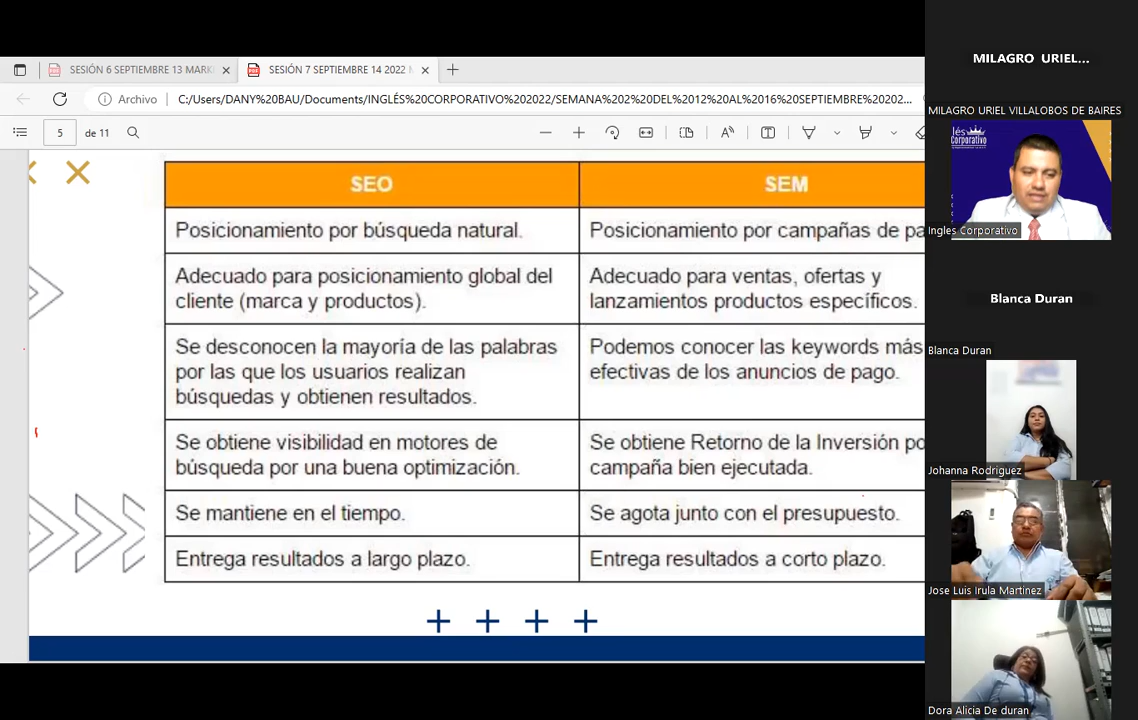 MILAGRO URIEL...
SESIÓN 6 SEPTIEMBRE 13 MARK
SESIÓN 7 SEPTIEMBRE 14 2022
Archivo
C:/Users/DANY%20BAU/Documents/INGLÉS%20CORPORATIVO%202022/SEMANA%202%20DEL%2012%20AL%2016%20SEPTIEMBRE%20202...
MILAGRO URIEL VILLALOBOS DE BAIRES
5 de 11
Corporativo
Ingles Corporativo
SEO
SEM
Posicionamiento por búsqueda natural.
Posicionamiento por campañas de pa
Adecuado para posicionamiento global del
cliente (marca y productos).
Adecuado para ventas, ofertas y
lanzamientos productos específicos.
Se desconocen la mayoría de las palabras
por las que los usuarios realizan
búsquedas y obtienen resultados.
Podemos conocer las keywords más
efectivas de los anuncios de pago.
Se obtiene visibilidad en motores de
búsqueda por una buena optimización.
Se obtiene Retorno de la Inversión po
campaña bien ejecutada.
Se mantiene en el tiempo.
Se agota junto con el presupuesto.
Entrega resultados a largo plazo.
Entrega resultados a corto plazo.
Blanca Duran
Blanca Duran
Johanna Rodriguez
Jose Luis Irula Martinez
Dora Alicia De duran